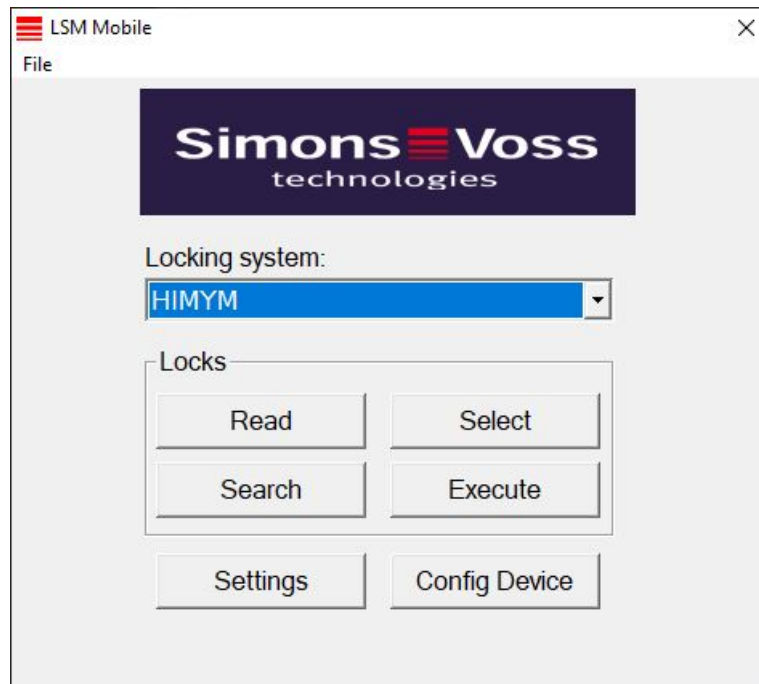 LSM Mobile
File
Simons Voss
technologies
Locking system:
HIMYM
Locks
Read Select
Search Execute
Settings Config Device